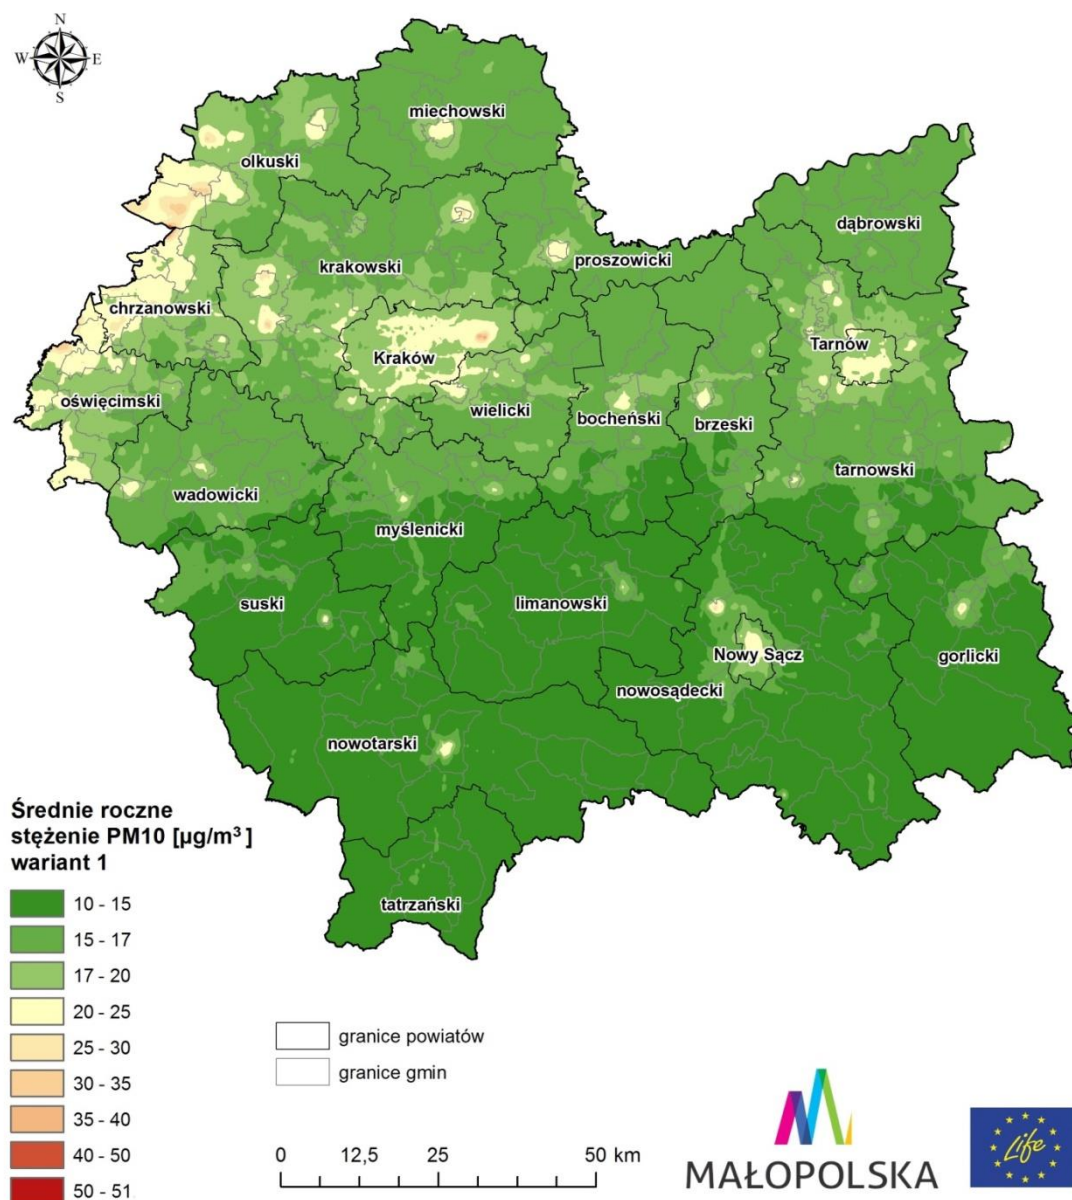 N
W E
S
miechowski
olkuski
dąbrowski
proszowicki
krakowski
chrzanowski
Tarnów
Kraków
oświęcimski
wielicki
bocheński
brzeski
tarnowski
wadowicki
myślenicki
suski
limanowski
Nowy Sącz
gorlicki
nowosądecki
nowotarski
tatrzański
Średnie roczne
stężenie PM10 [µg/m³]
wariant 1
10 - 15
15 - 17
17 - 20
20 - 25
25 - 30
30 - 35
35 - 40
40 - 50
50 - 51
granice powiatów
granice gmin
0 12,5 25 50 km
MAŁOPOLSKA
Life